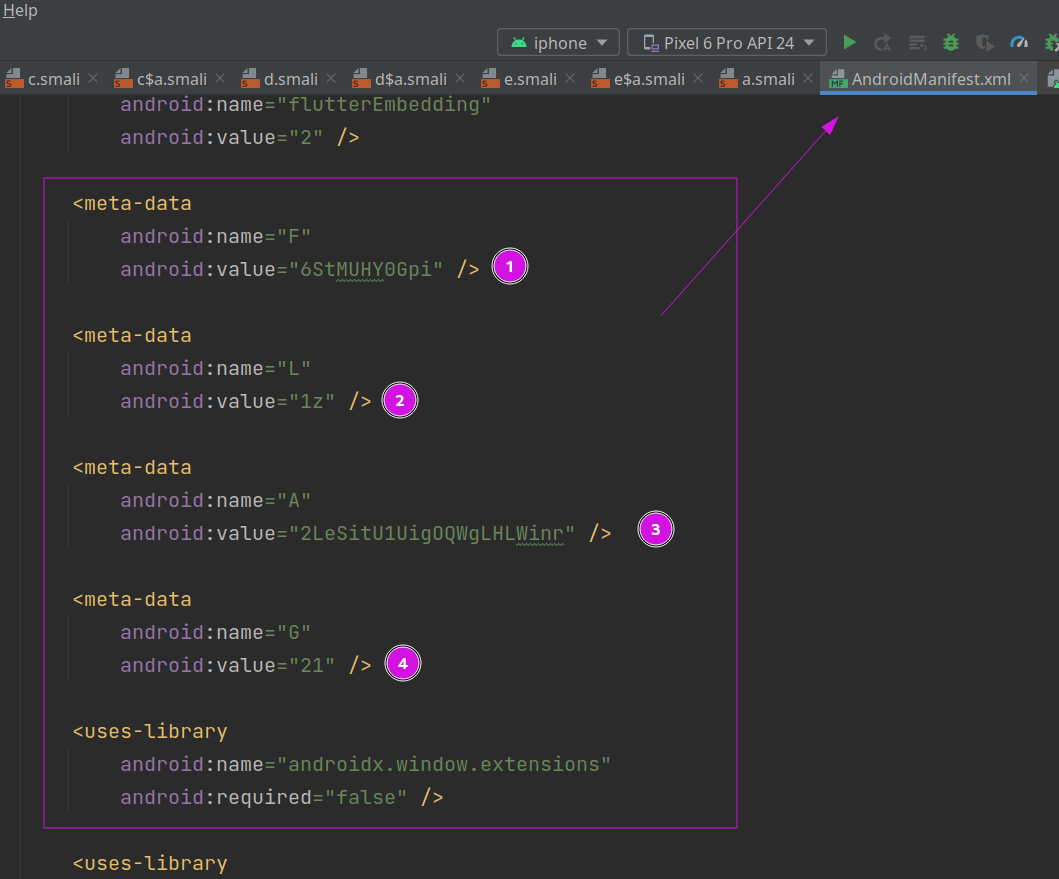 Help
iphone Pixel 6 Pro API 24
c.smali c$a.smali d.smali d$a.smali e.smali e$a.smali a.smali AndroidManifest.xml
android:name="flutterEmbedding"
android:value="2" />
<meta-data
android:name="F"
android:value="6StMUHY0Gpi" /> 1
<meta-data
android:name="L"
android:value="1z" /> 2
<meta-data
android:name="A"
android:value="2LeSitU1UigOQWgLHLWinr" /> 3
<meta-data
android:name="G"
android:value="21" /> 4
<uses-library
android:name="androidx.window.extensions"
android:required="false" />
<uses-library